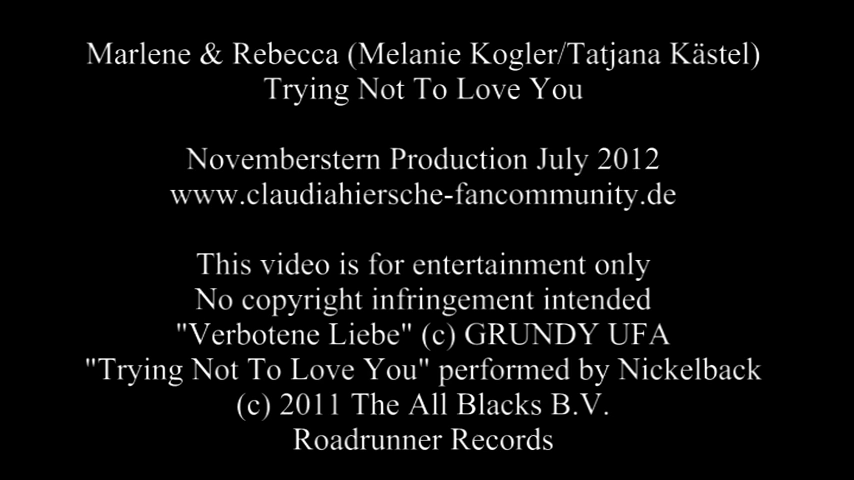 Marlene & Rebecca (Melanie Kogler/Tatjana Kästel)
Trying Not To Love You
Novemberstern Production July 2012
www.claudiahiersche-fancommunity.de
This video is for entertainment only
No copyright infringement intended
"Verbotene Liebe" (c) GRUNDY UFA
"Trying Not To Love You" performed by Nickelback
(c) 2011 The All Blacks B.V.
Roadrunner Records